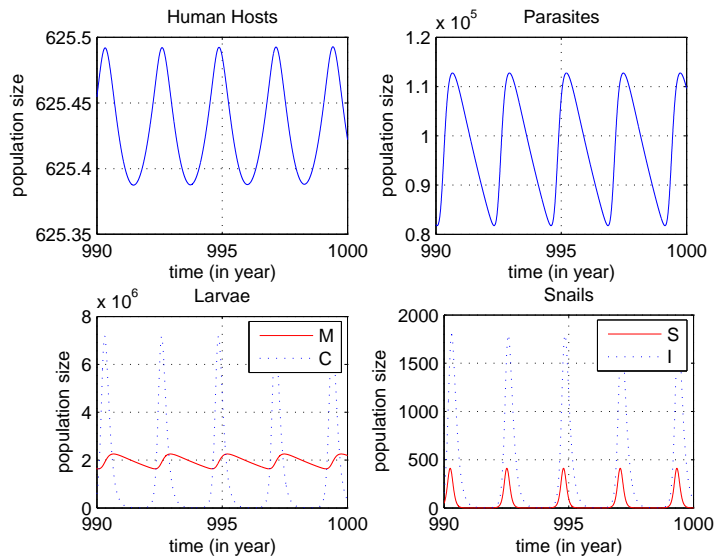 Human Hosts
625.5
625.45
625.4
625.35
population size
990
995
1000
time (in year)
Parasites
x 10^5
1.2
1.1
1
0.9
0.8
population size
990
995
1000
time (in year)
Larvae
x 10^6
8
6
4
2
0
population size
M
C
990
995
1000
time (in year)
Snails
2000
1500
1000
500
0
population size
S
I
990
995
1000
time (in year)